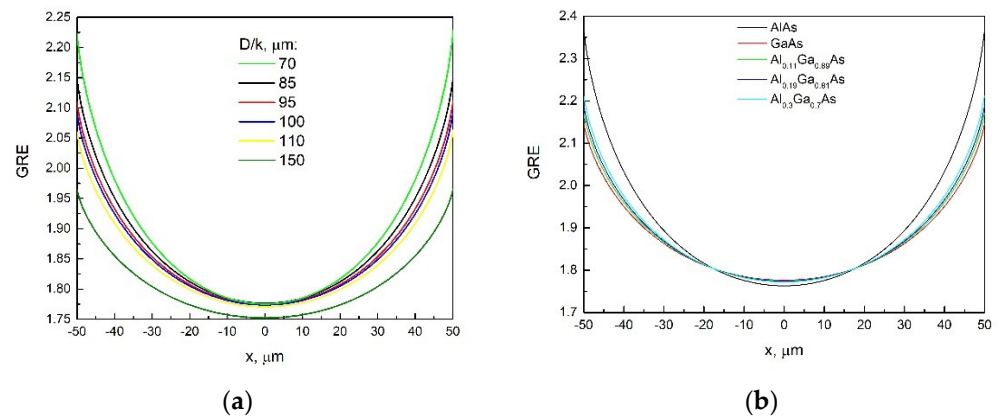 D/k, μm:
70
85
95
100
110
150
2.25
2.20
2.15
2.10
2.05
2.00
1.95
1.90
1.85
1.80
1.75
GRE
-50 -40 -30 -20 -10 0 10 20 30 40 50
x, μm
(a)
AlAs
GaAs
Al0.11Ga0.89As
Al0.19Ga0.81As
Al0.3Ga0.7As
2.4
2.3
2.2
2.1
2.0
1.9
1.8
1.7
GRE
-50 -40 -30 -20 -10 0 10 20 30 40 50
x, μm
(b)